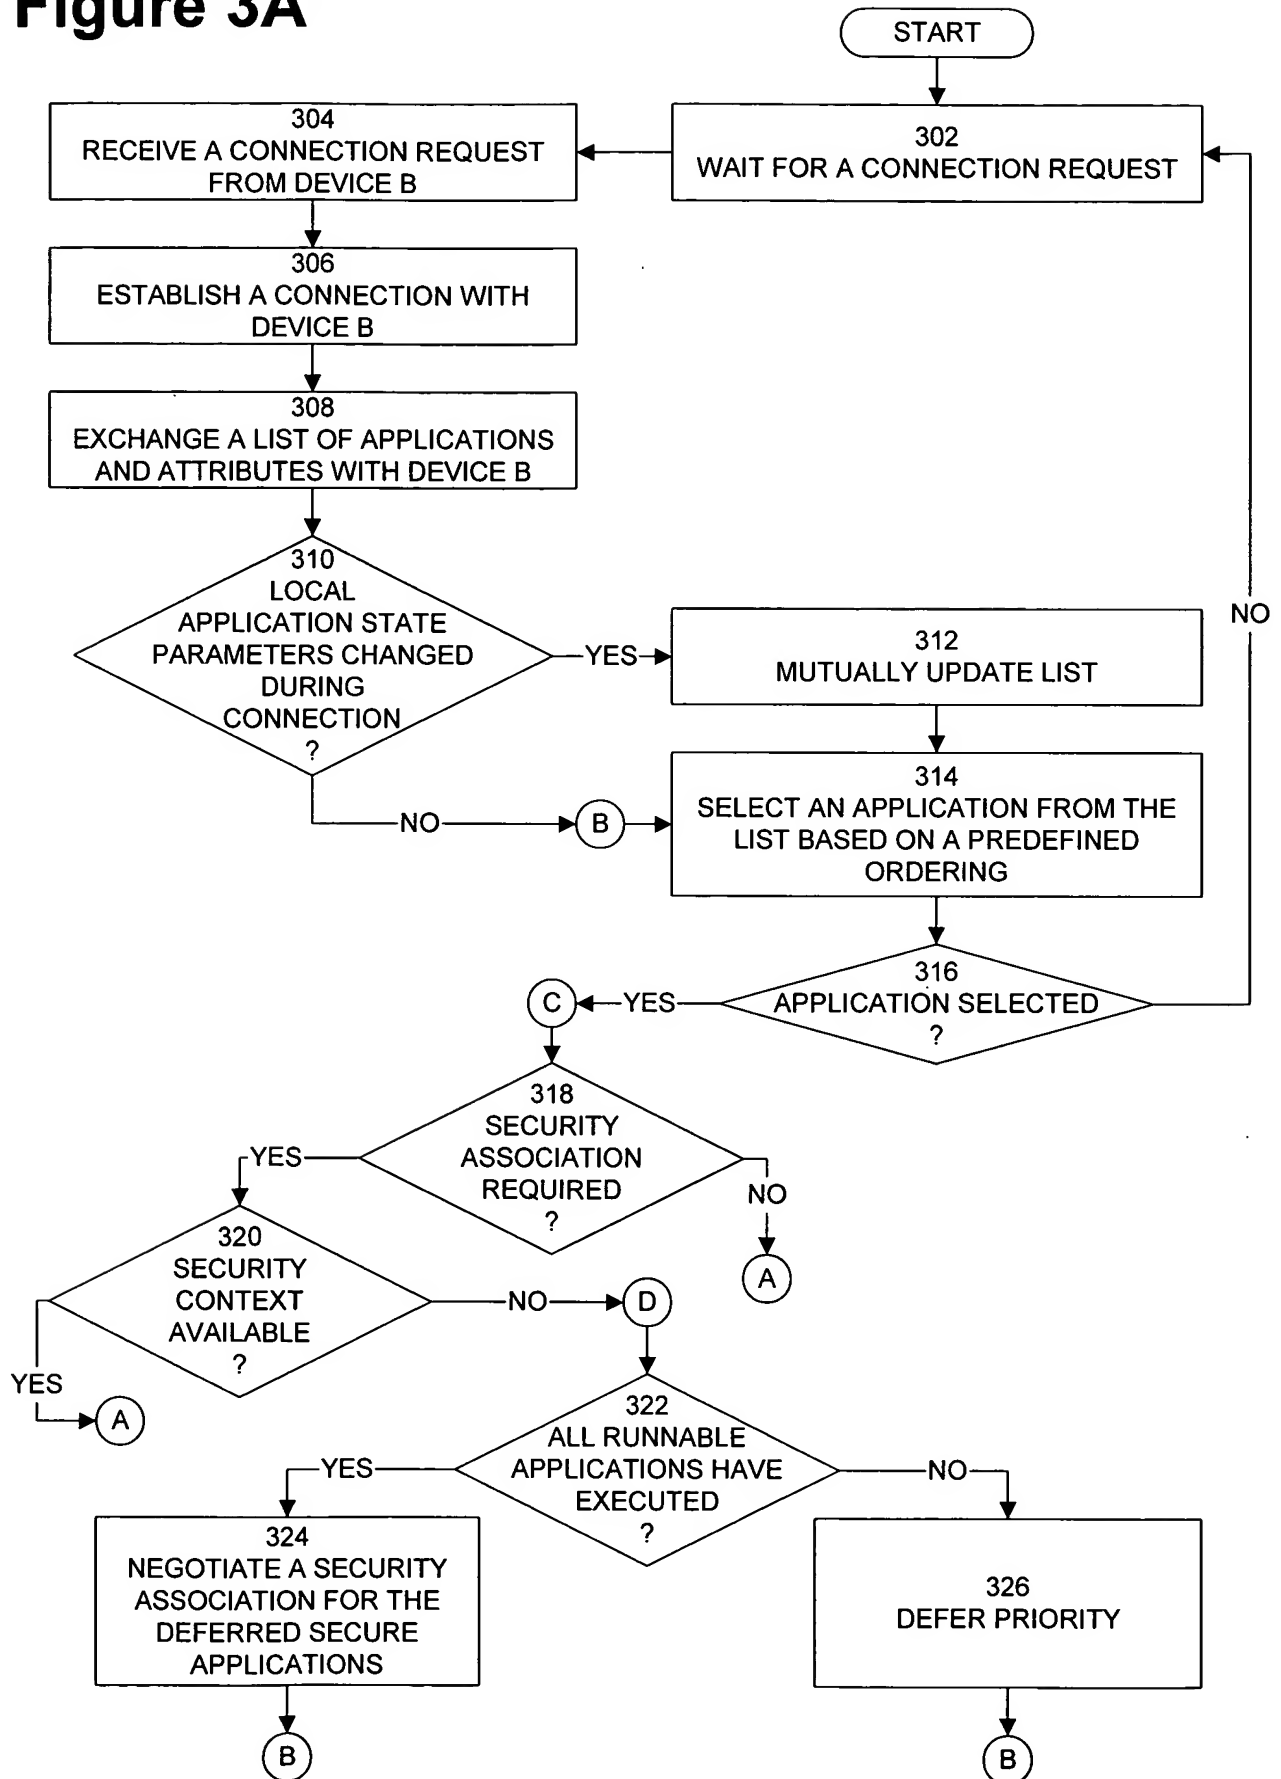 Figure 3A
START
304
RECEIVE A CONNECTION REQUEST
FROM DEVICE B
302
WAIT FOR A CONNECTION REQUEST
306
ESTABLISH A CONNECTION WITH
DEVICE B
308
EXCHANGE A LIST OF APPLICATIONS
AND ATTRIBUTES WITH DEVICE B
310
LOCAL
APPLICATION STATE
PARAMETERS CHANGED
DURING
CONNECTION
?
YES
312
MUTUALLY UPDATE LIST
NO
NO
B
314
SELECT AN APPLICATION FROM THE
LIST BASED ON A PREDEFINED
ORDERING
316
APPLICATION SELECTED
?
YES
C
318
SECURITY
ASSOCIATION
REQUIRED
?
YES
NO
A
320
SECURITY
CONTEXT
AVAILABLE
?
NO
D
YES
A
322
ALL RUNNABLE
APPLICATIONS HAVE
EXECUTED
?
YES
NO
324
NEGOTIATE A SECURITY
ASSOCIATION FOR THE
DEFERRED SECURE
APPLICATIONS
326
DEFER PRIORITY
B
B